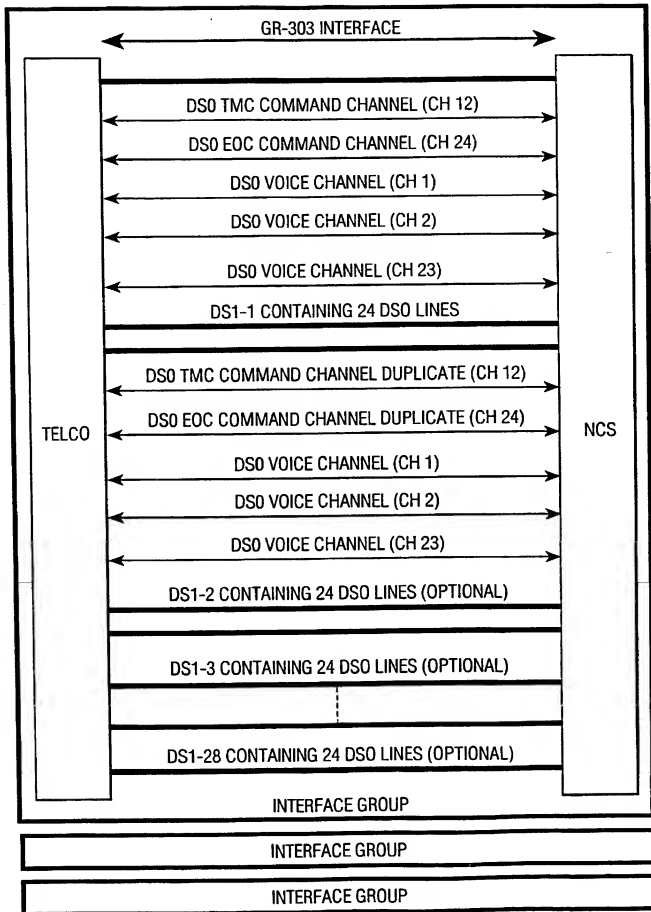 GR-303 INTERFACE
DS0 TMC COMMAND CHANNEL (CH 12)
DS0 EOC COMMAND CHANNEL (CH 24)
DS0 VOICE CHANNEL (CH 1)
DS0 VOICE CHANNEL (CH 2)
DS0 VOICE CHANNEL (CH 23)
DS1-1 CONTAINING 24 DSO LINES
DS0 TMC COMMAND CHANNEL DUPLICATE (CH 12)
DS0 EOC COMMAND CHANNEL DUPLICATE (CH 24)
TELCO
NCS
DS0 VOICE CHANNEL (CH 1)
DS0 VOICE CHANNEL (CH 2)
DS0 VOICE CHANNEL (CH 23)
DS1-2 CONTAINING 24 DSO LINES (OPTIONAL)
DS1-3 CONTAINING 24 DSO LINES (OPTIONAL)
DS1-28 CONTAINING 24 DSO LINES (OPTIONAL)
INTERFACE GROUP
INTERFACE GROUP
INTERFACE GROUP